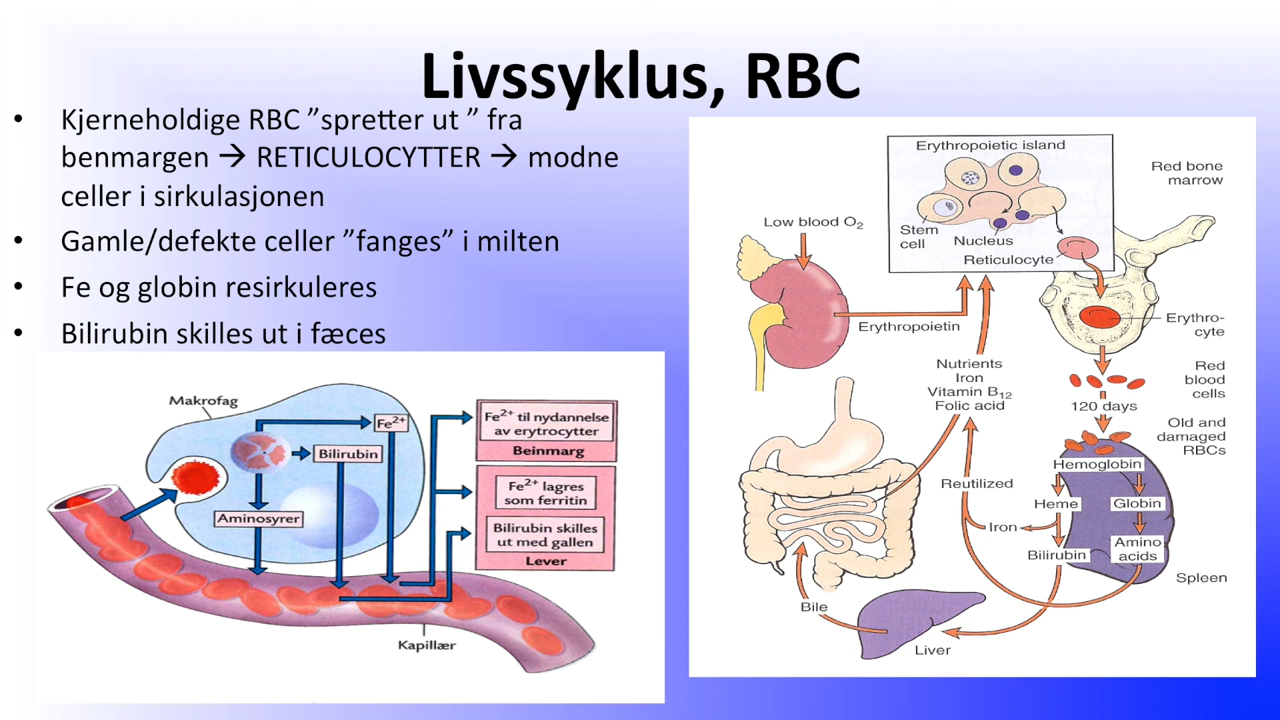 Livssyklus, RBC
• Kjerneholdige RBC ”spretter ut ” fra
benmargen → RETICULOCYTTER → modne
celler i sirkulasjonen
• Gamle/defekte celler ”fanges” i milten
• Fe og globin resirkuleres
• Bilirubin skilles ut i fæces
Makrofag
Fe2+
Bilirubin
Aminosyrer
Fe2+ til nydannelse
av erytrocytter
Beinmarg
Fe2+ lagres
som ferritin
Bilirubin skilles
ut med gallen
Lever
Kapillær
Erythropoietic island
Stem
cell
Nucleus
Reticulocyte
Red bone
marrow
Low blood O2
Erythropoietin
Erythro-
cyte
Nutrients
Iron
Vitamin B12
Folic acid
Red
blood
cells
120 days
Old and
damaged
RBCs
Hemoglobin
Reutilized
Heme
Globin
Iron
Bilirubin
Amino
acids
Spleen
Bile
Liver